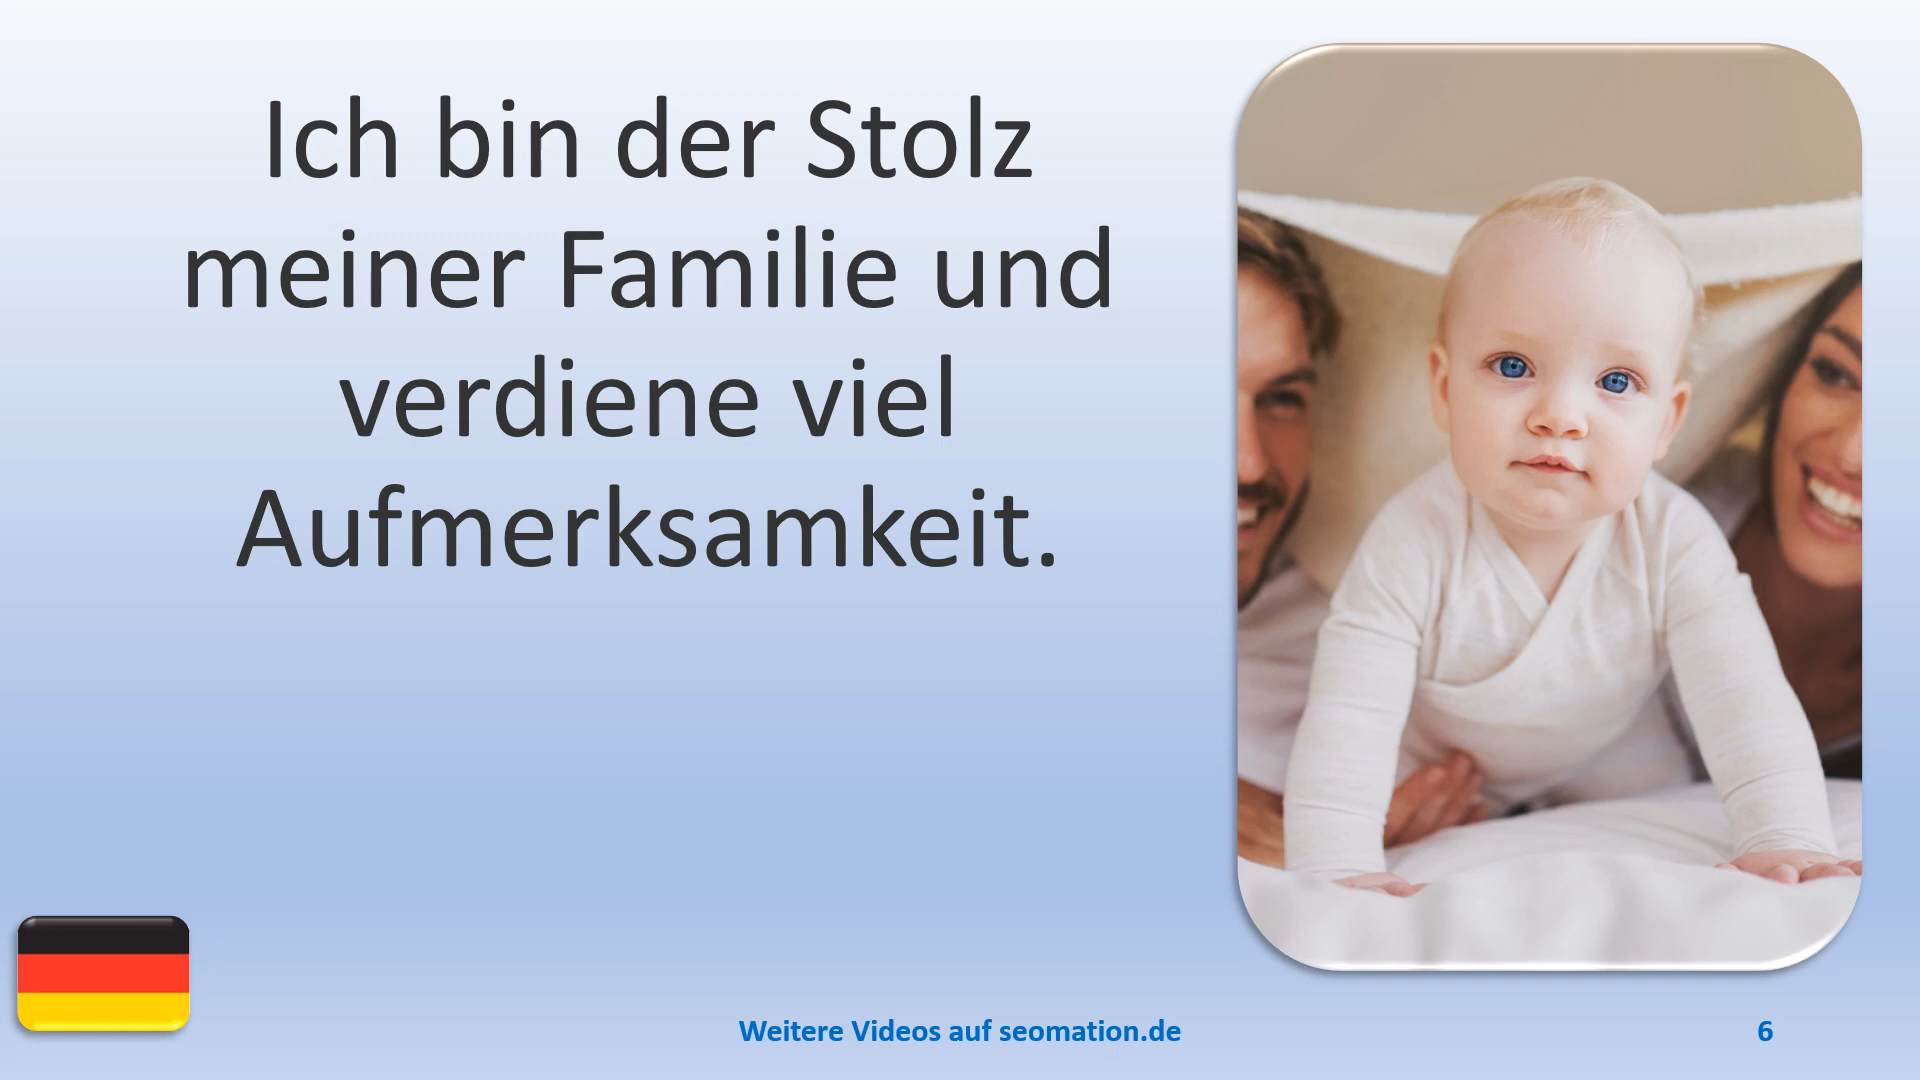 Ich bin der Stolz
meiner Familie und
verdiene viel
Aufmerksamkeit.
Weitere Videos auf seomation.de
6